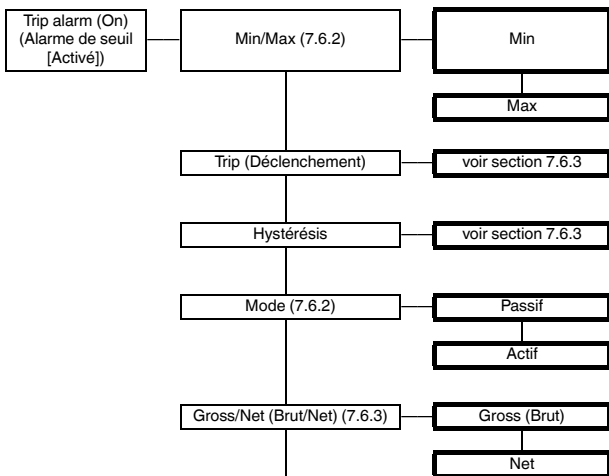 Trip alarm (On)
(Alarme de seuil
[Activé])
Min/Max (7.6.2)
Min
Max
Trip (Déclenchement)
voir section 7.6.3
Hystérésis
voir section 7.6.3
Mode (7.6.2)
Passif
Actif
Gross/Net (Brut/Net) (7.6.3)
Gross (Brut)
Net